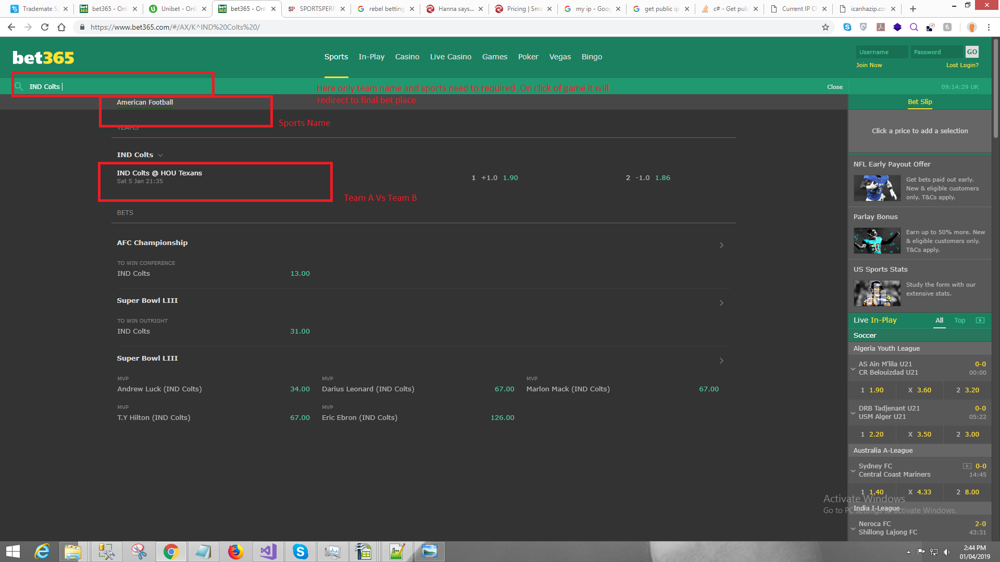 Trademate S
bet365 - Onl
Unibet - Onl
bet365 - Onl
SP SPORTSPERP
rebel betting
Hanna says...
Pricing | Sma
my ip - Goo
get public ip
c# - Get pub
Current IP C
icanhazip.co
https://www.bet365.com/#/AX/K^IND%20Colts%20/
bet365
Sports In-Play Casino Live Casino Games Poker Vegas Bingo
Username Password GO
Join Now Lost Login?
IND Colts
Here only team name and sports need to required .On click of game it will
redirect to final bet place
Close
09:14:29 UK
American Football
Sports Name
TEAMS
IND Colts
IND Colts @ HOU Texans
Sat 5 Jan 21:35
1 +1.0 1.90
2 -1.0 1.86
Team A Vs Team B
BETS
AFC Championship
TO WIN CONFERENCE
IND Colts 13.00
Super Bowl LIII
TO WIN OUTRIGHT
IND Colts 31.00
Super Bowl LIII
MVP MVP MVP
Andrew Luck (IND Colts) 34.00 Darius Leonard (IND Colts) 67.00 Marlon Mack (IND Colts) 67.00
MVP MVP
T.Y Hilton (IND Colts) 67.00 Eric Ebron (IND Colts) 126.00
Bet Slip
Click a price to add a selection
NFL Early Payout Offer
Get bets paid out early.
New & eligible customers
only. T&Cs apply.
Parlay Bonus
Earn up to 50% more. New
& eligible customers only.
T&Cs apply.
US Sports Stats
Study the form with our
extensive stats.
Live In-Play All Top
Soccer
Algeria Youth League
AS Ain M'lila U21 0-0
CR Belouizdad U21 00:00
1 1.90 X 3.60 2 3.20
DRB Tadjenant U21 0-0
USM Alger U21 05:22
1 2.20 X 3.50 2 3.00
Australia A-League
Sydney FC 0-0
Central Coast Mariners 14:45
1 1.40 X 4.33 2 8.00
Activate Windows
India I-League
Go to PC settings to activate Windows.
Neroca FC 2-0
Shillong Lajong FC 43:31
2:44 PM
01/04/2019